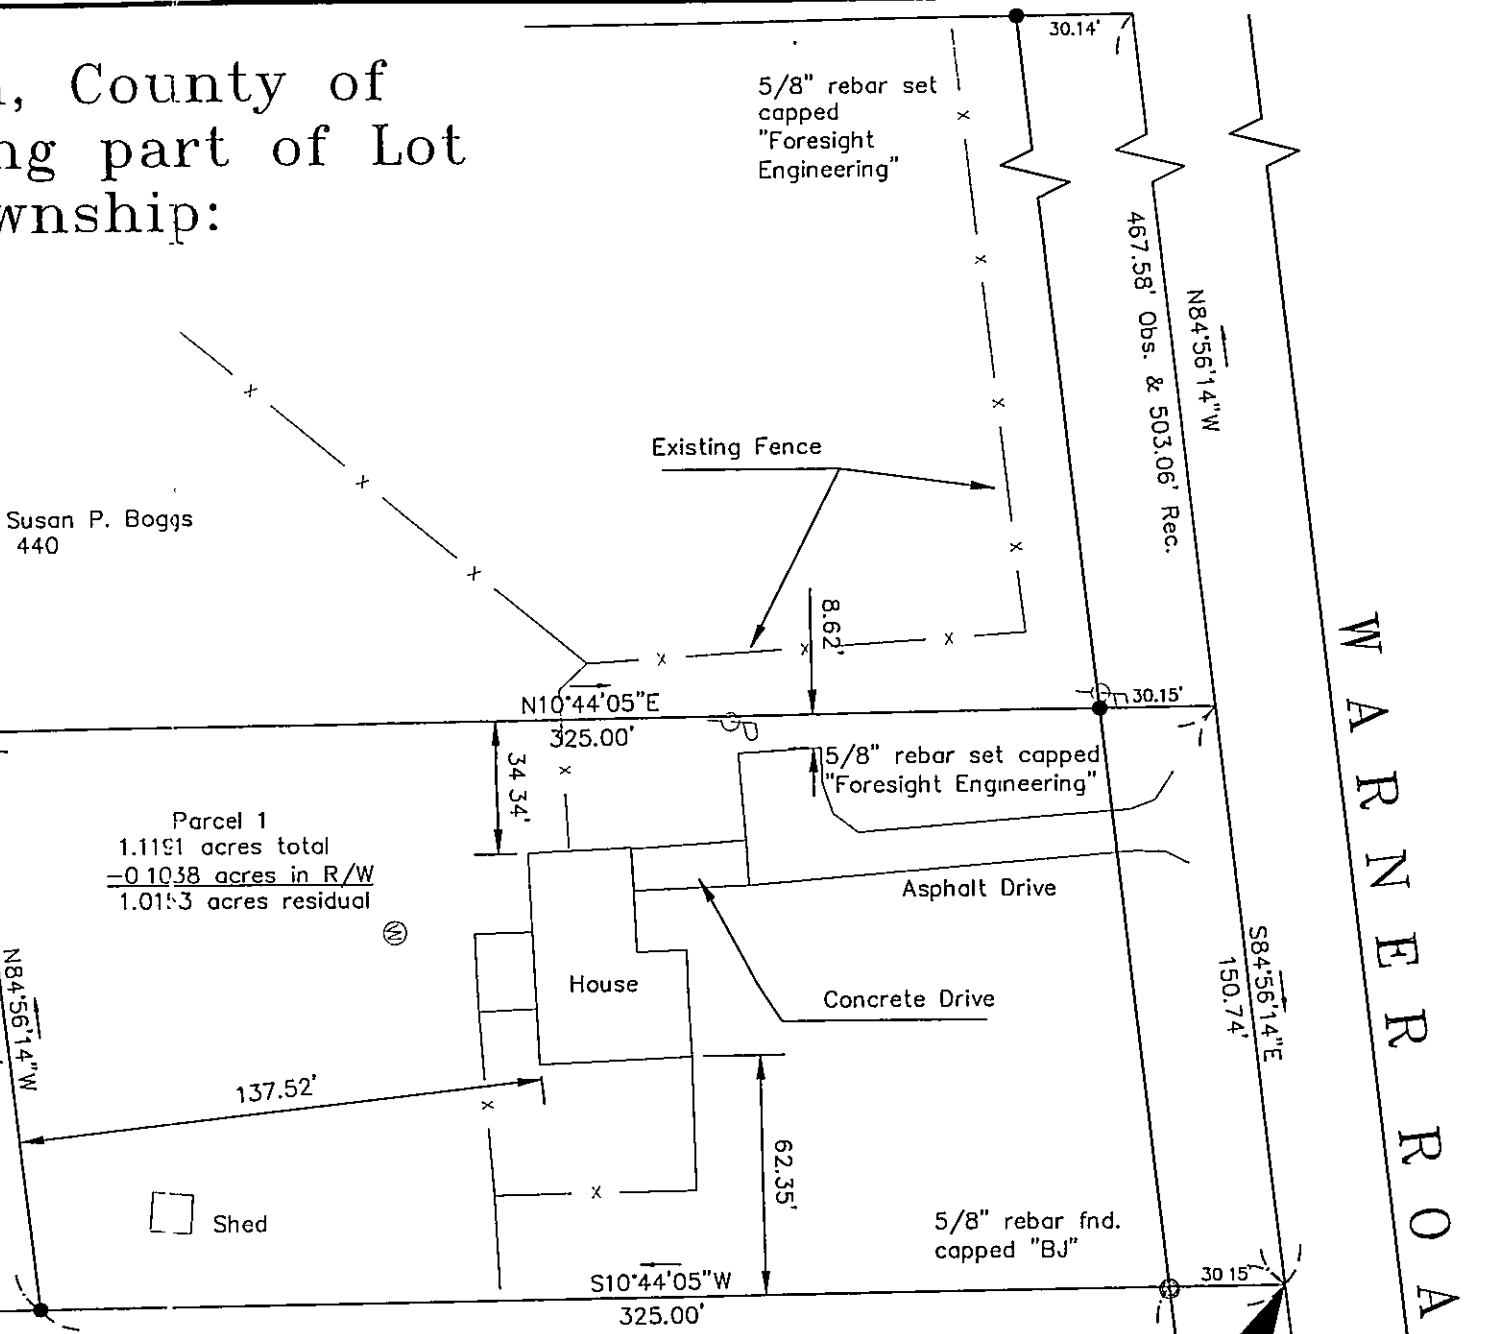 County of
part of Lot
30.14'
5/8" rebar set
capped
"Foresight
Engineering"
467.58' Obs. & 503.06' Rec.
N84°56'14"W
Existing Fence
Susan P. Boggs
440
8.62'
N10°44'05"E
325.00'
30.15'
34 34'
5/8" rebar set capped
"Foresight Engineering"
Parcel 1
acres total
acres in R/W
acres residual
W
Asphalt Drive
House
Concrete Drive
N84°56'14"W
S84°56'14"E
150.74'
137.52'
62.35'
Shed
5/8" rebar fnd.
capped "BJ"
S10°44'05"W
325.00'
30 15'
WARNER ROA